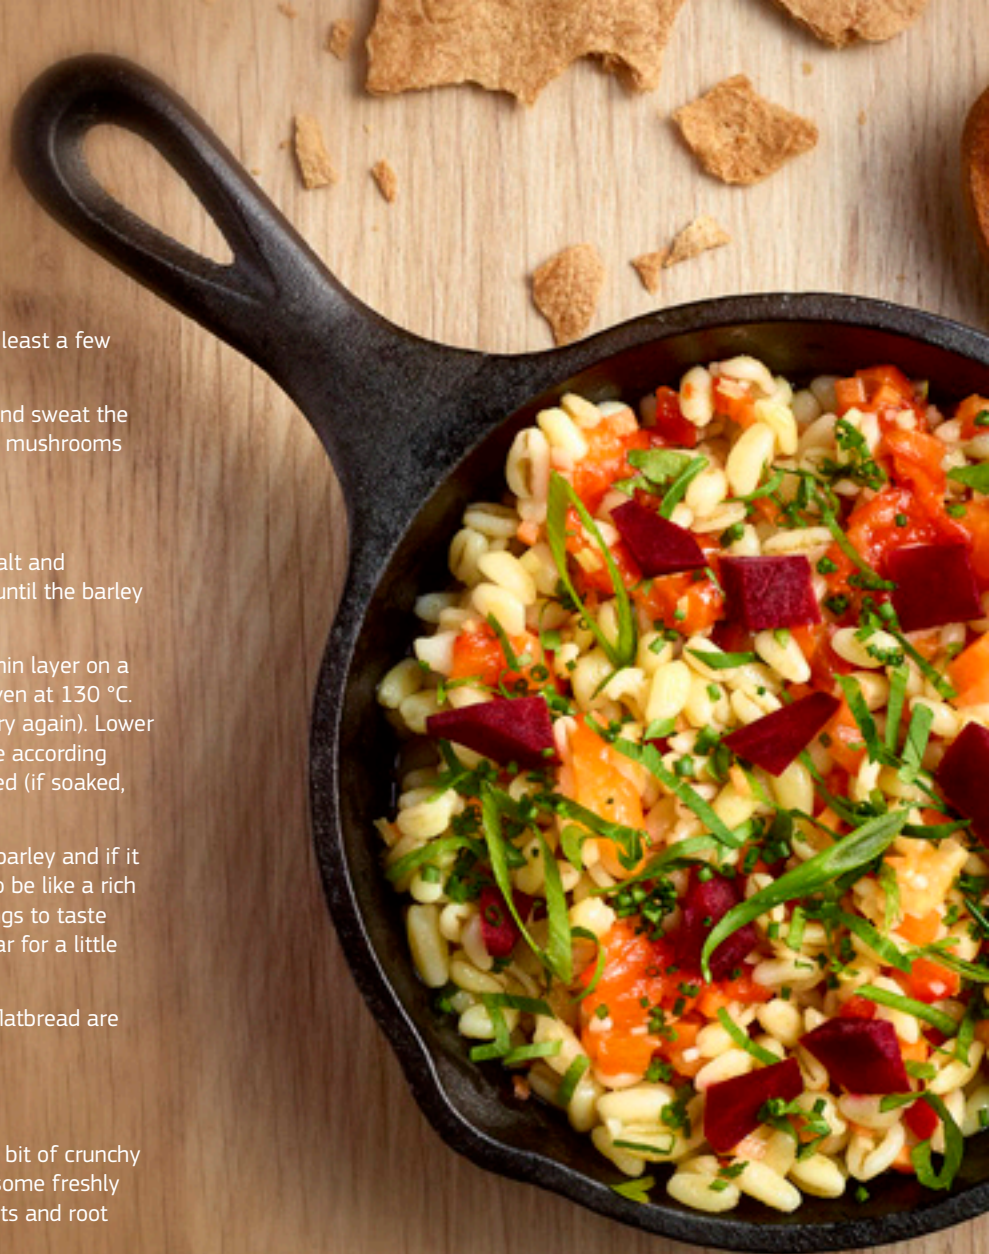 least a few
nd sweat the
mushrooms
alt and
until the barley
in layer on a
ven at 130 °C.
ry again). Lower
e according
ed (if soaked,
barley and if it
o be like a rich
gs to taste
ar for a little
latbread are
bit of crunchy
some freshly
ts and root